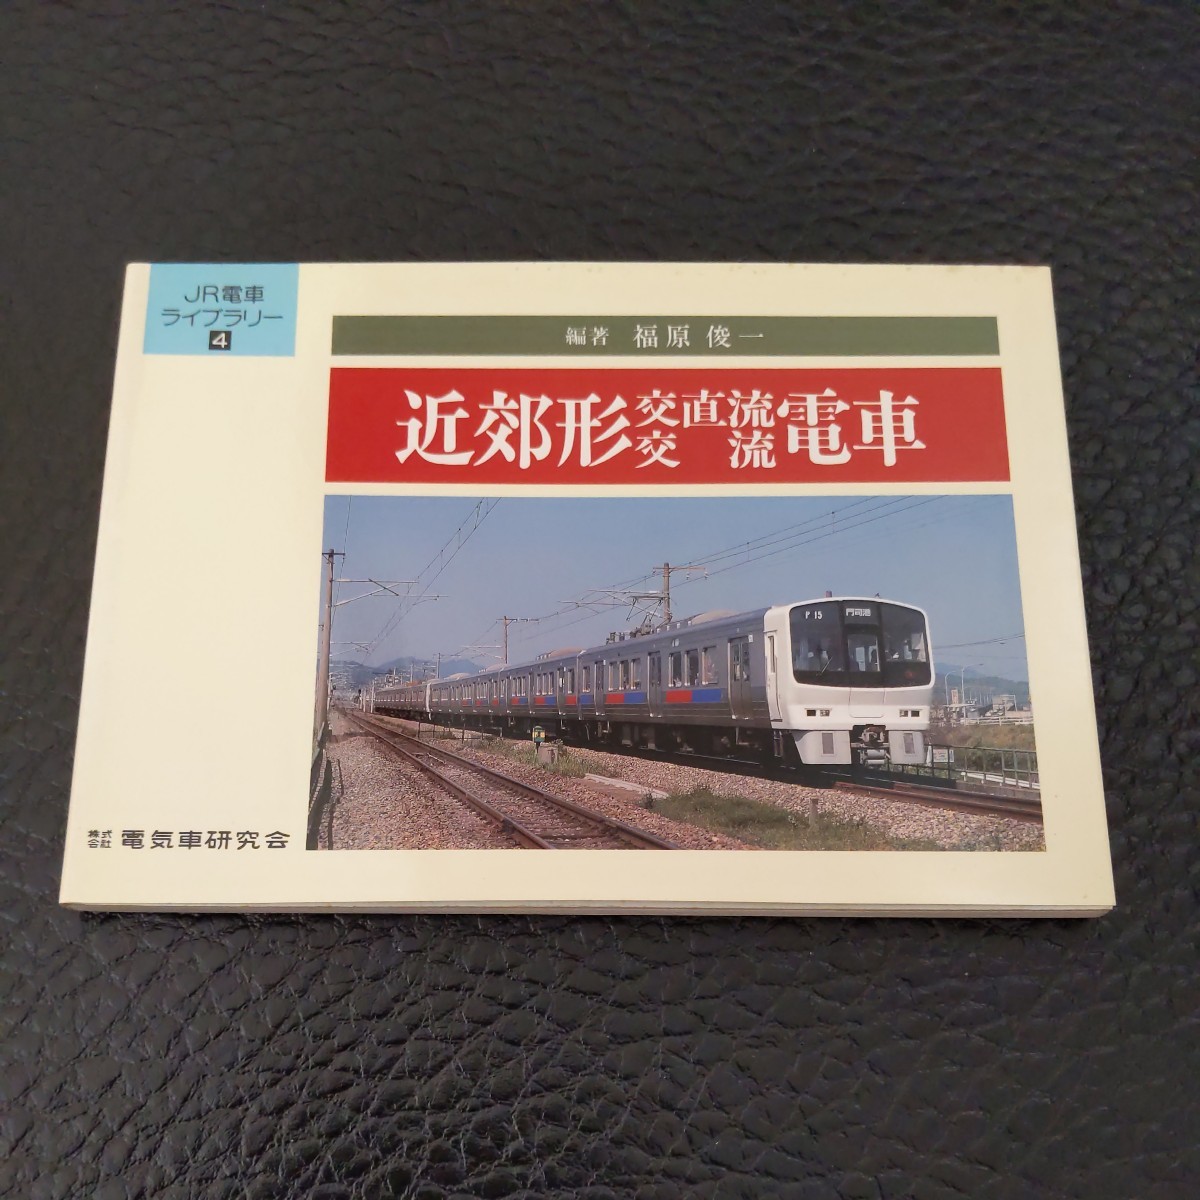 JR電車
ライブラリー
4
編著 福原俊一
近郊形交直流電車
交流
P 15
門司港
株式会社 電気車研究会